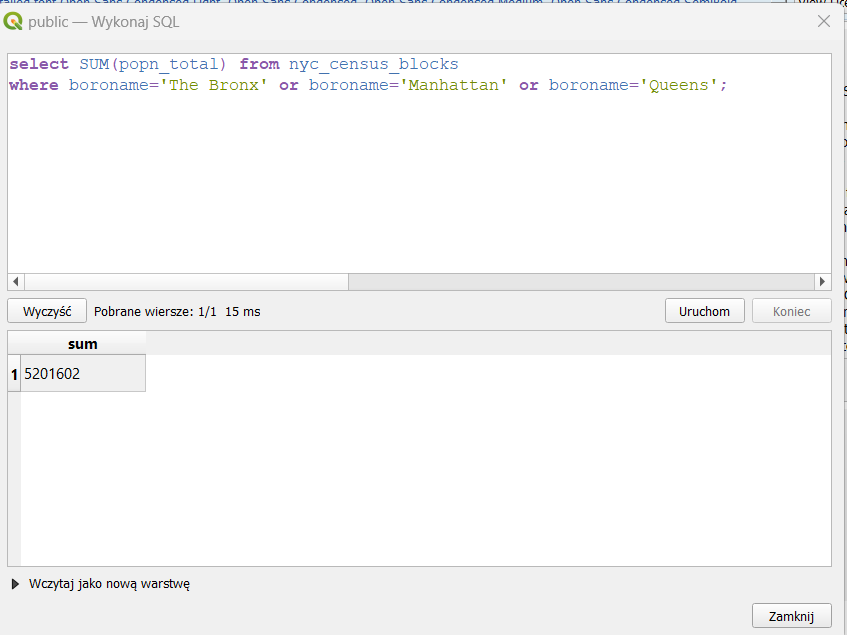 public — Wykonaj SQL
select SUM(popn_total) from nyc_census_blocks
where boroname='The Bronx' or boroname='Manhattan' or boroname='Queens';
Wyczyść Pobrane wiersze: 1/1 15 ms Uruchom Koniec
sum
1 5201602
Wczytaj jako nową warstwę
Zamknij